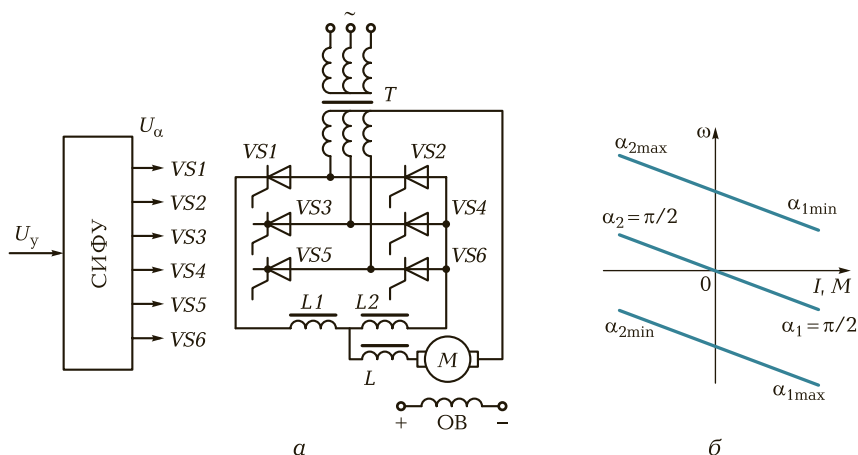 ~
T
Uα
VS1
VS2
VS3
VS4
VS5
VS6
Uу
СИФУ
VS1
VS2
VS3
VS4
VS5
VS6
L1
L2
L
M
+
ОВ
−
а
ω
α2max
α1min
α2 = π/2
0
I, M
α1 = π/2
α2min
α1max
б